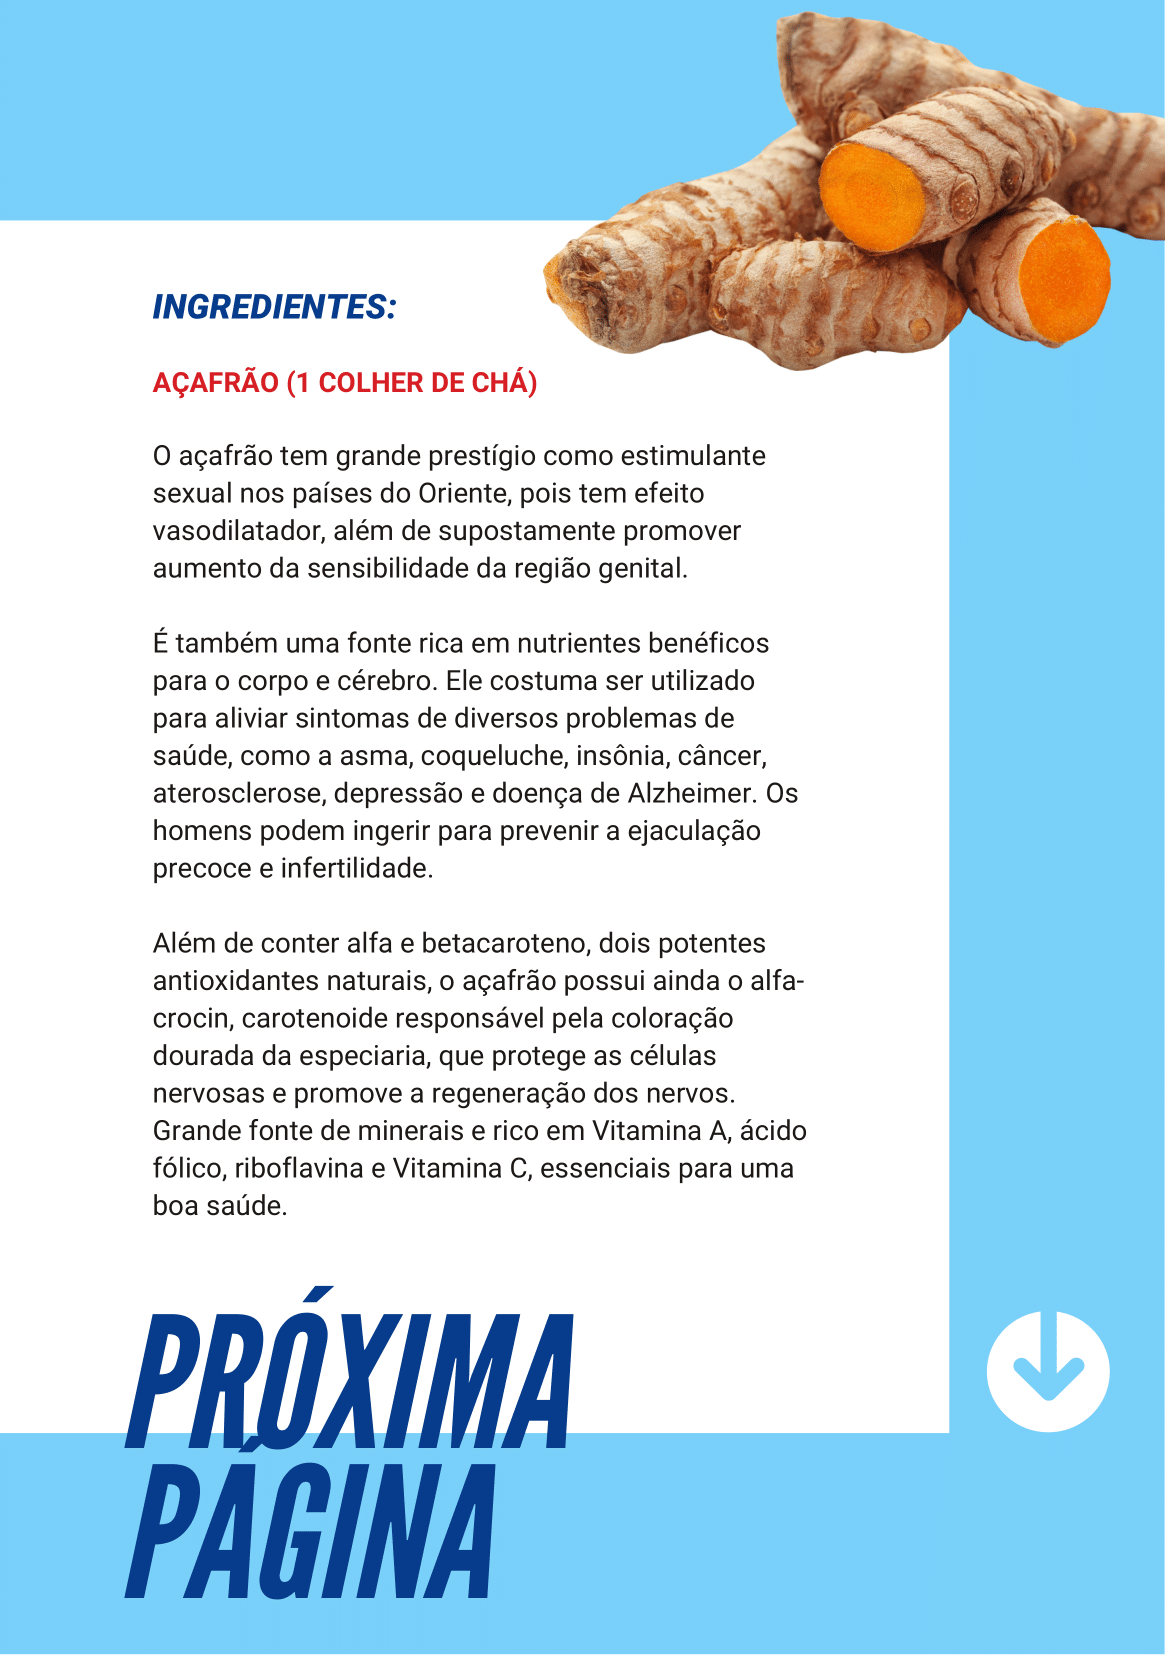 INGREDIENTES:
AÇAFRÃO (1 COLHER DE CHÁ)
O açafrão tem grande prestígio como estimulante
sexual nos países do Oriente, pois tem efeito
vasodilatador, além de supostamente promover
aumento da sensibilidade da região genital.
É também uma fonte rica em nutrientes benéficos
para o corpo e cérebro. Ele costuma ser utilizado
para aliviar sintomas de diversos problemas de
saúde, como a asma, coqueluche, insônia, câncer,
aterosclerose, depressão e doença de Alzheimer. Os
homens podem ingerir para prevenir a ejaculação
precoce e infertilidade.
Além de conter alfa e betacaroteno, dois potentes
antioxidantes naturais, o açafrão possui ainda o alfa-
crocin, carotenoide responsável pela coloração
dourada da especiaria, que protege as células
nervosas e promove a regeneração dos nervos.
Grande fonte de minerais e rico em Vitamina A, ácido
fólico, riboflavina e Vitamina C, essenciais para uma
boa saúde.
PRÓXIMA
PÁGINA